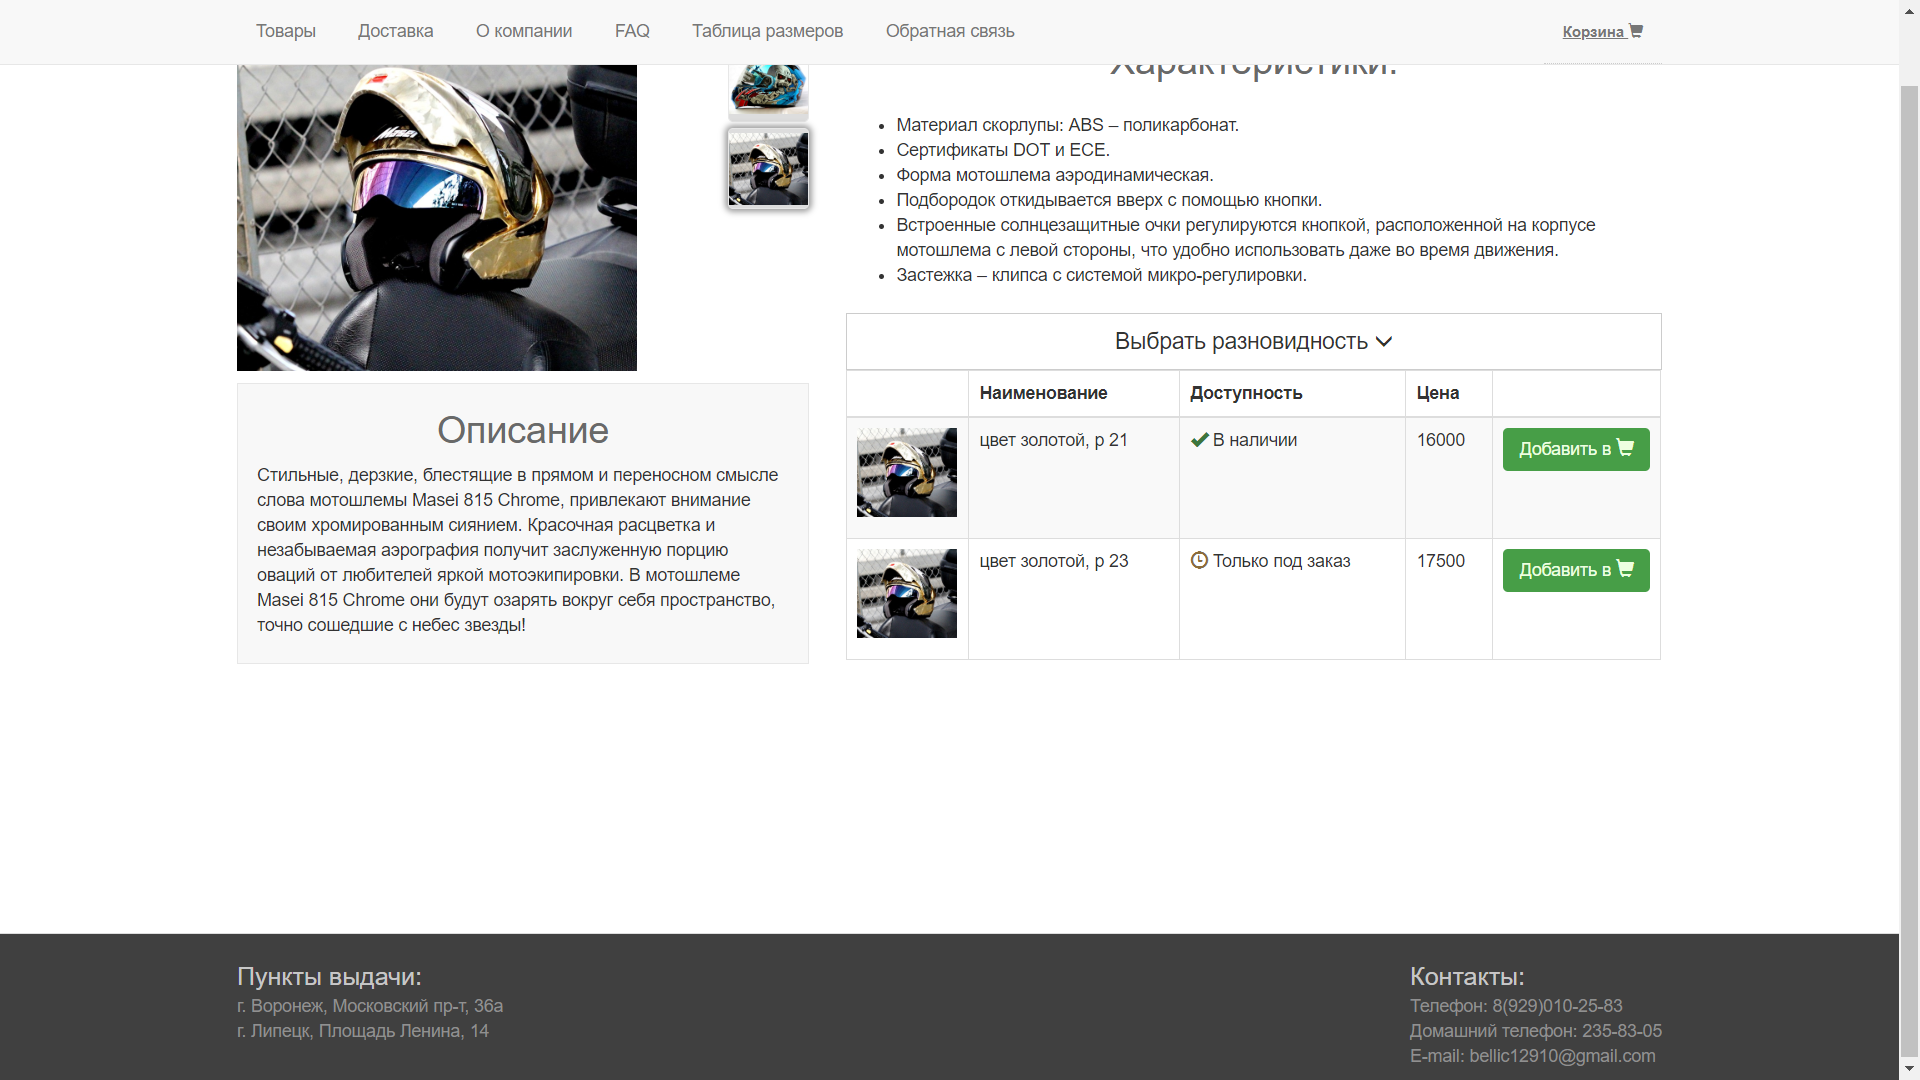 Товары Доставка О компании FAQ Таблица размеров Обратная связь Корзина
Характеристики:
Masei
• Материал скорлупы: ABS – поликарбонат.
• Сертификаты DOT и ECE.
• Форма мотошлема аэродинамическая.
• Подбородок откидывается вверх с помощью кнопки.
• Встроенные солнцезащитные очки регулируются кнопкой, расположенной на корпусе
мотошлема с левой стороны, что удобно использовать даже во время движения.
• Застежка – клипса с системой микро-регулировки.
Выбрать разновидность
Наименование Доступность Цена
цвет золотой, р 21 В наличии 16000 Добавить в
цвет золотой, р 23 Только под заказ 17500 Добавить в
Описание
Стильные, дерзкие, блестящие в прямом и переносном смысле
слова мотошлемы Masei 815 Chrome, привлекают внимание
своим хромированным сиянием. Красочная расцветка и
незабываемая аэрография получит заслуженную порцию
оваций от любителей яркой мотоэкипировки. В мотошлеме
Masei 815 Chrome они будут озарять вокруг себя пространство,
точно сошедшие с небес звезды!
Пункты выдачи:
г. Воронеж, Московский пр-т, 36а
г. Липецк, Площадь Ленина, 14
Контакты:
Телефон: 8(929)010-25-83
Домашний телефон: 235-83-05
E-mail: bellic12910@gmail.com